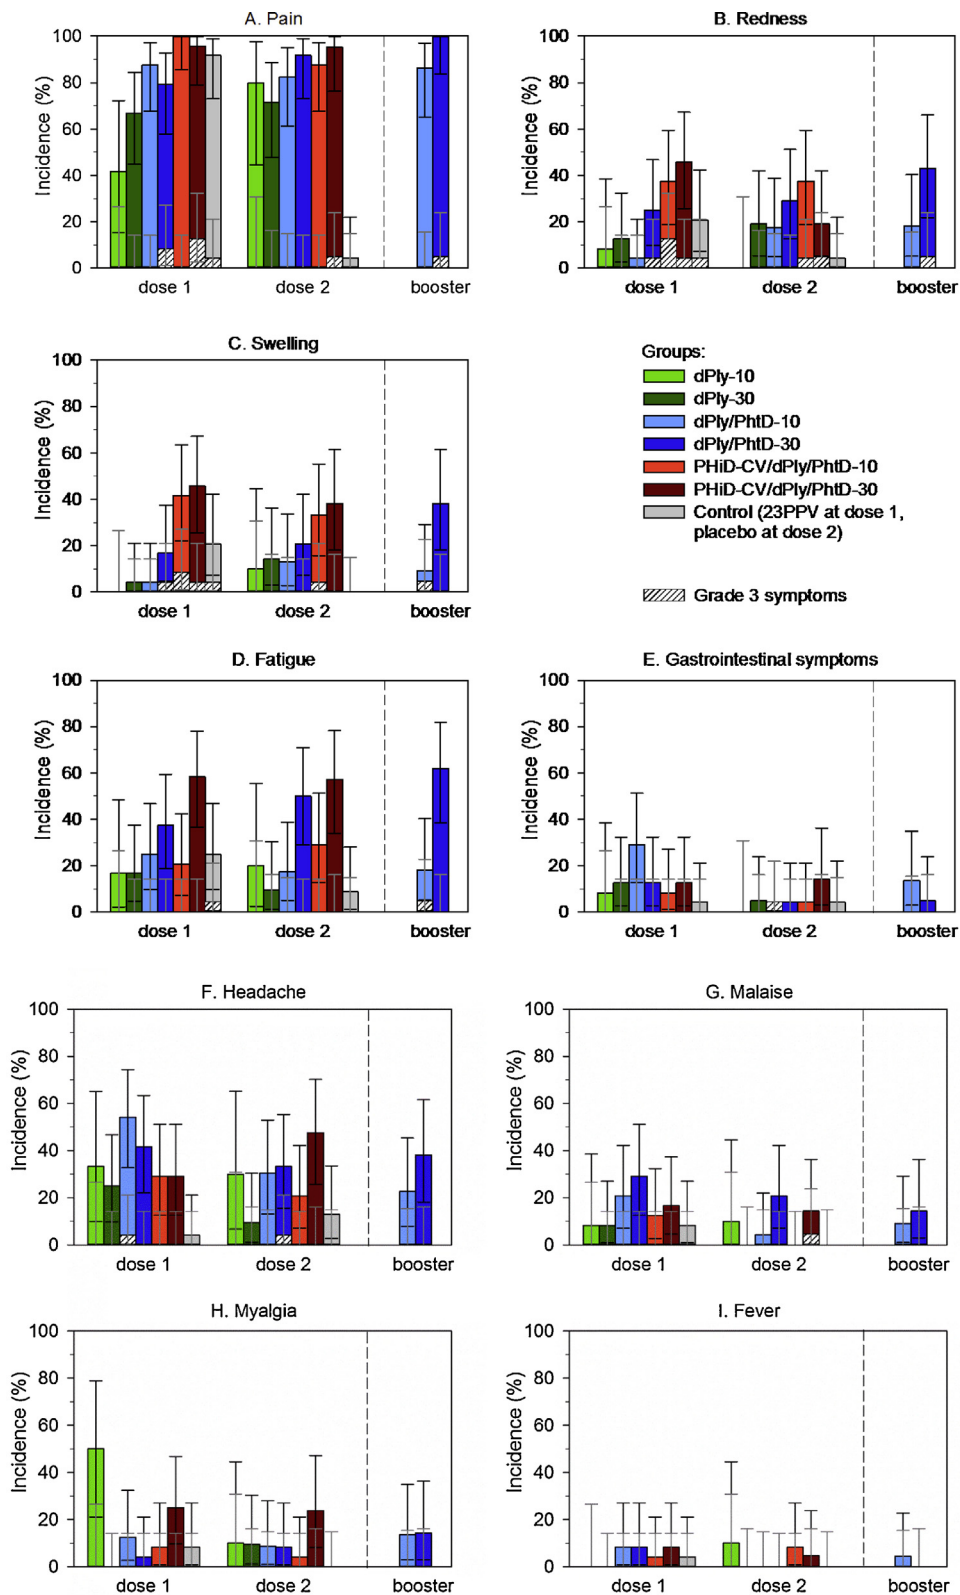 A. Pain
100
80
60
40
20
0
Incidence (%)
dose 1 dose 2 booster
B. Redness
100
80
60
40
20
0
Incidence (%)
dose 1 dose 2 booster
C. Swelling
100
80
60
40
20
0
Incidence (%)
dose 1 dose 2 booster
Groups:
dPly-10
dPly-30
dPly/PhtD-10
dPly/PhtD-30
PHiD-CV/dPly/PhtD-10
PHiD-CV/dPly/PhtD-30
Control (23PPV at dose 1,
placebo at dose 2)
Grade 3 symptoms
D. Fatigue
100
80
60
40
20
0
Incidence (%)
dose 1 dose 2 booster
E. Gastrointestinal symptoms
100
80
60
40
20
0
Incidence (%)
dose 1 dose 2 booster
F. Headache
100
80
60
40
20
0
Incidence (%)
dose 1 dose 2 booster
G. Malaise
100
80
60
40
20
0
Incidence (%)
dose 1 dose 2 booster
H. Myalgia
100
80
60
40
20
0
Incidence (%)
dose 1 dose 2 booster
I. Fever
100
80
60
40
20
0
Incidence (%)
dose 1 dose 2 booster